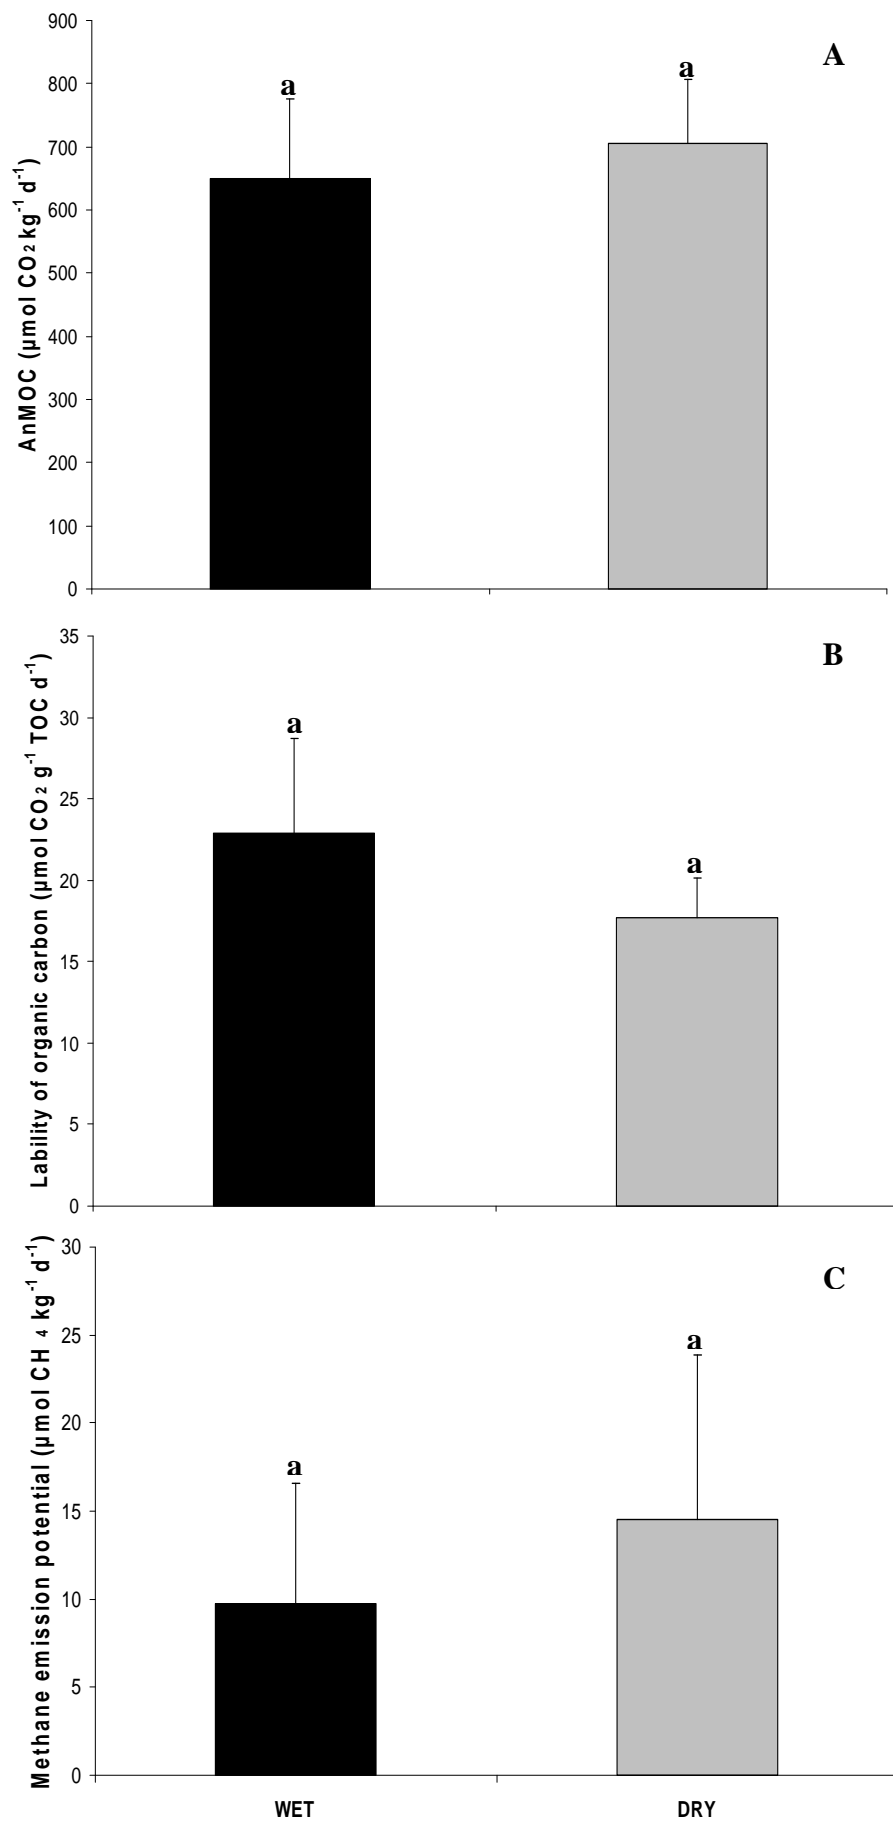 A
AnMOC (µmol CO2 kg-1 d-1)
900
800
700
600
500
400
300
200
100
0
a
a
B
Lability of organic carbon (µmol CO2 g-1 TOC d-1)
35
30
25
20
15
10
5
0
a
a
C
Methane emission potential (µmol CH 4 kg-1 d-1)
30
25
20
15
10
5
0
a
a
WET
DRY